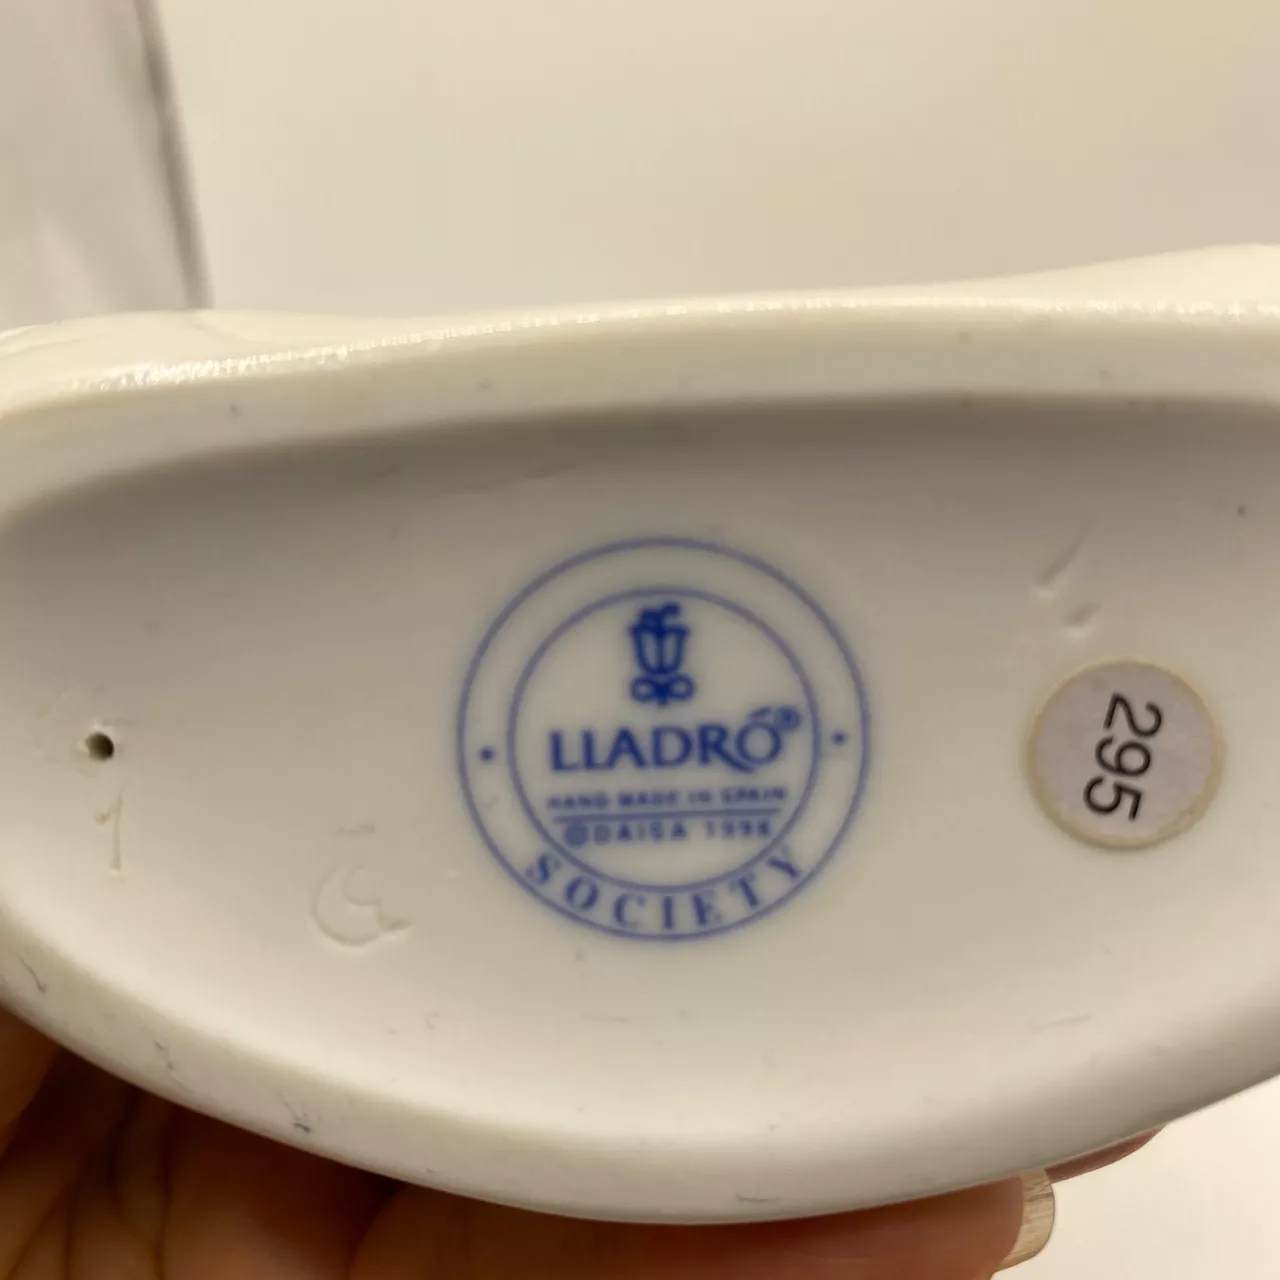 LLADRÓ®
HAND MADE IN SPAIN
© DAISA 1998
SOCIETY
295